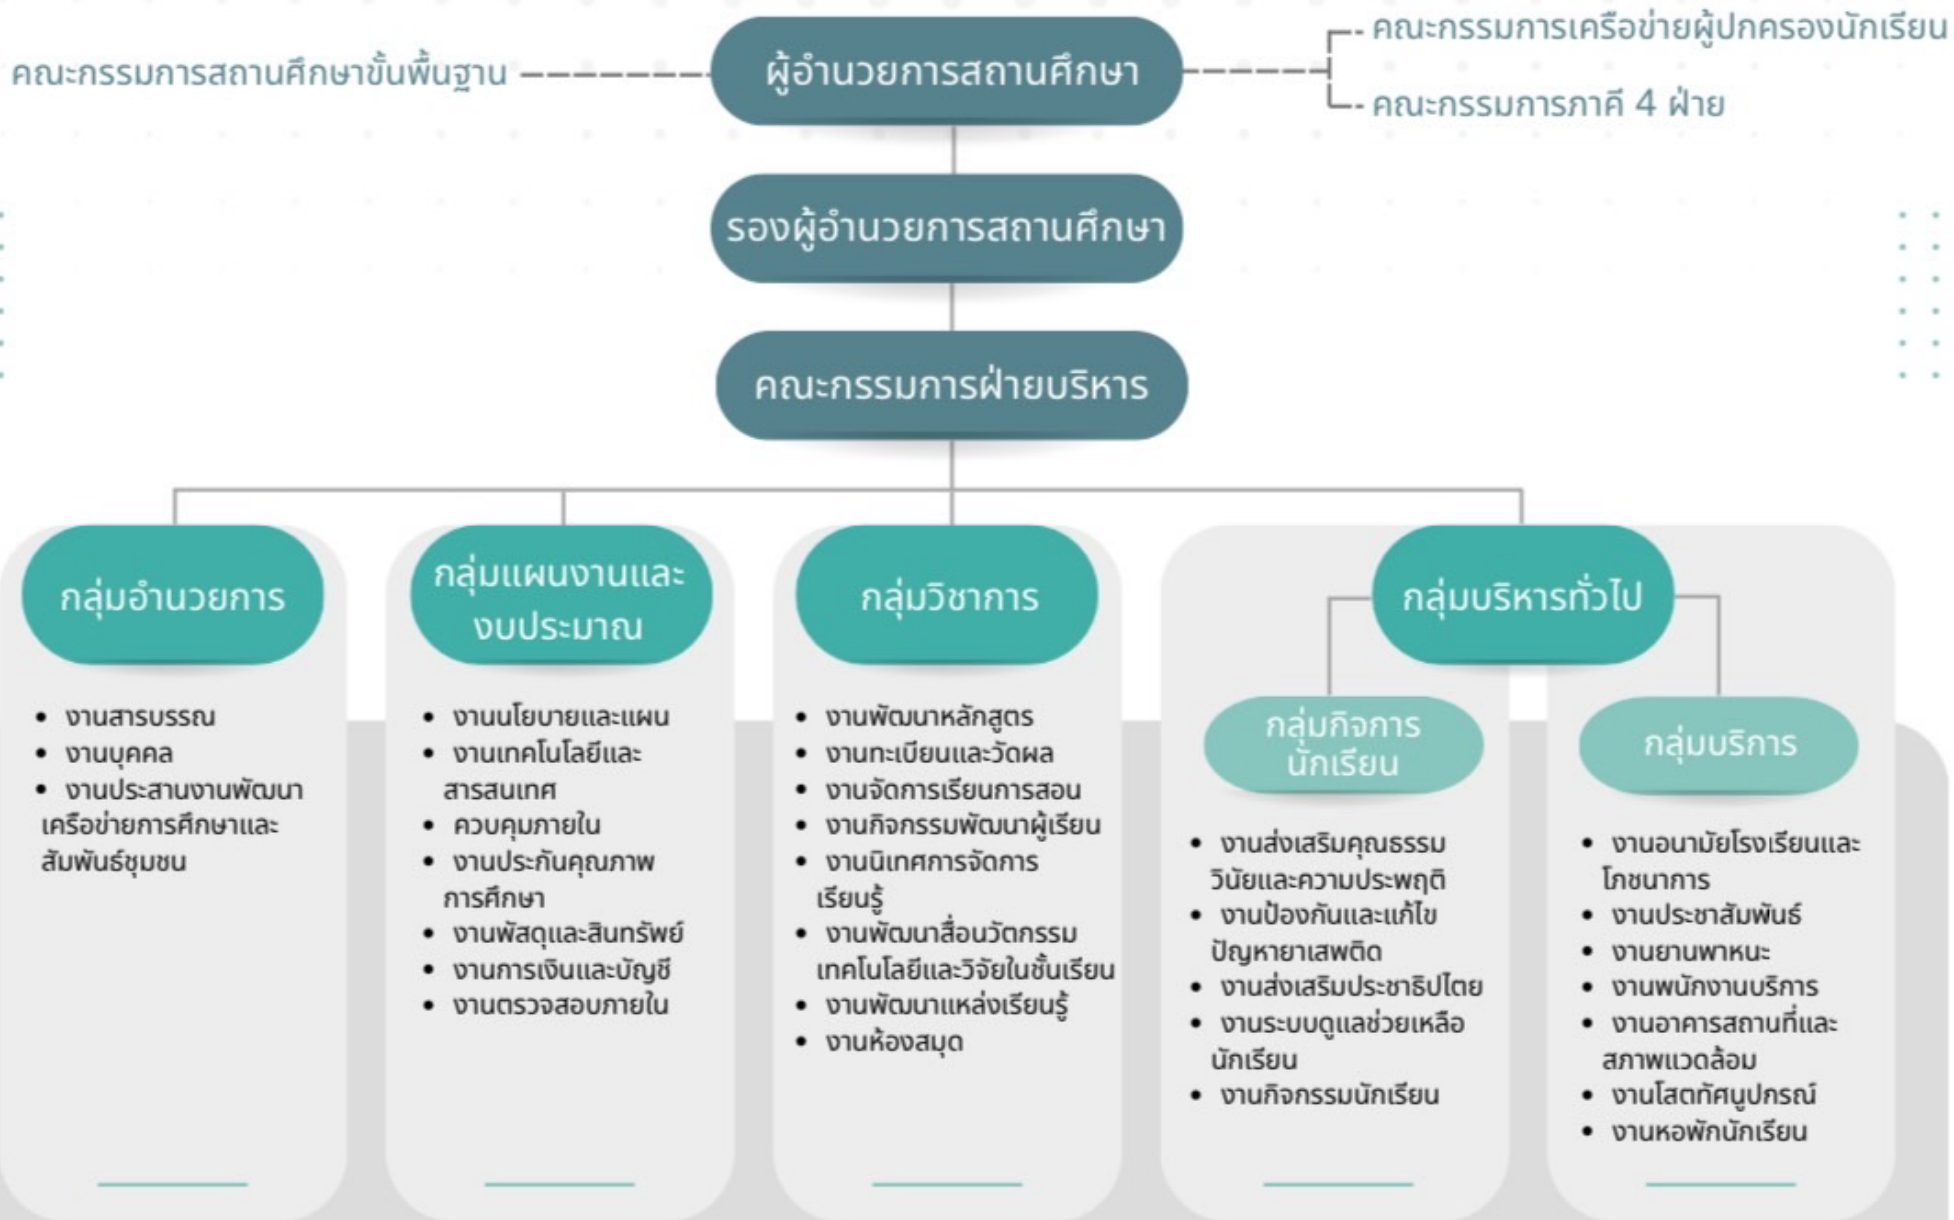 คณะกรรมการสถานศึกษาขั้นพื้นฐาน
ผู้อำนวยการสถานศึกษา
คณะกรรมการเครือข่ายผู้ปกครองนักเรียน
คณะกรรมการภาคี 4 ฝ่าย
รองผู้อำนวยการสถานศึกษา
คณะกรรมการฝ่ายบริหาร
กลุ่มอำนวยการ
• งานสารบรรณ
• งานบุคคล
• งานประสานงานพัฒนา
เครือข่ายการศึกษาและ
สัมพันธ์ชุมชน
กลุ่มแผนงานและ
งบประมาณ
• งานนโยบายและแผน
• งานเทคโนโลยีและ
สารสนเทศ
• ควบคุมภายใน
• งานประกันคุณภาพ
การศึกษา
• งานพัสดุและสินทรัพย์
• งานการเงินและบัญชี
• งานตรวจสอบภายใน
กลุ่มวิชาการ
• งานพัฒนาหลักสูตร
• งานทะเบียนและวัดผล
• งานจัดการเรียนการสอน
• งานกิจกรรมพัฒนาผู้เรียน
• งานนิเทศการจัดการ
เรียนรู้
• งานพัฒนาสื่อนวัตกรรม
เทคโนโลยีและวิจัยในชั้นเรียน
• งานพัฒนาแหล่งเรียนรู้
• งานห้องสมุด
กลุ่มบริหารทั่วไป
กลุ่มกิจการ
นักเรียน
• งานส่งเสริมคุณธรรม
วินัยและความประพฤติ
• งานป้องกันและแก้ไข
ปัญหายาเสพติด
• งานส่งเสริมประชาธิปไตย
• งานระบบดูแลช่วยเหลือ
นักเรียน
• งานกิจกรรมนักเรียน
กลุ่มบริการ
• งานอนามัยโรงเรียนและ
โภชนาการ
• งานประชาสัมพันธ์
• งานยานพาหนะ
• งานพนักงานบริการ
• งานอาคารสถานที่และ
สภาพแวดล้อม
• งานโสตทัศนูปกรณ์
• งานหอพักนักเรียน